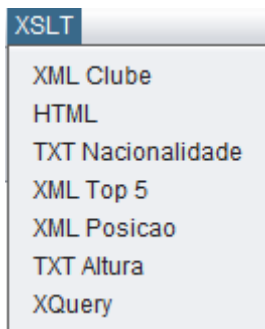 XSLT
XML Clube
HTML
TXT Nacionalidade
XML Top 5
XML Posicao
TXT Altura
XQuery